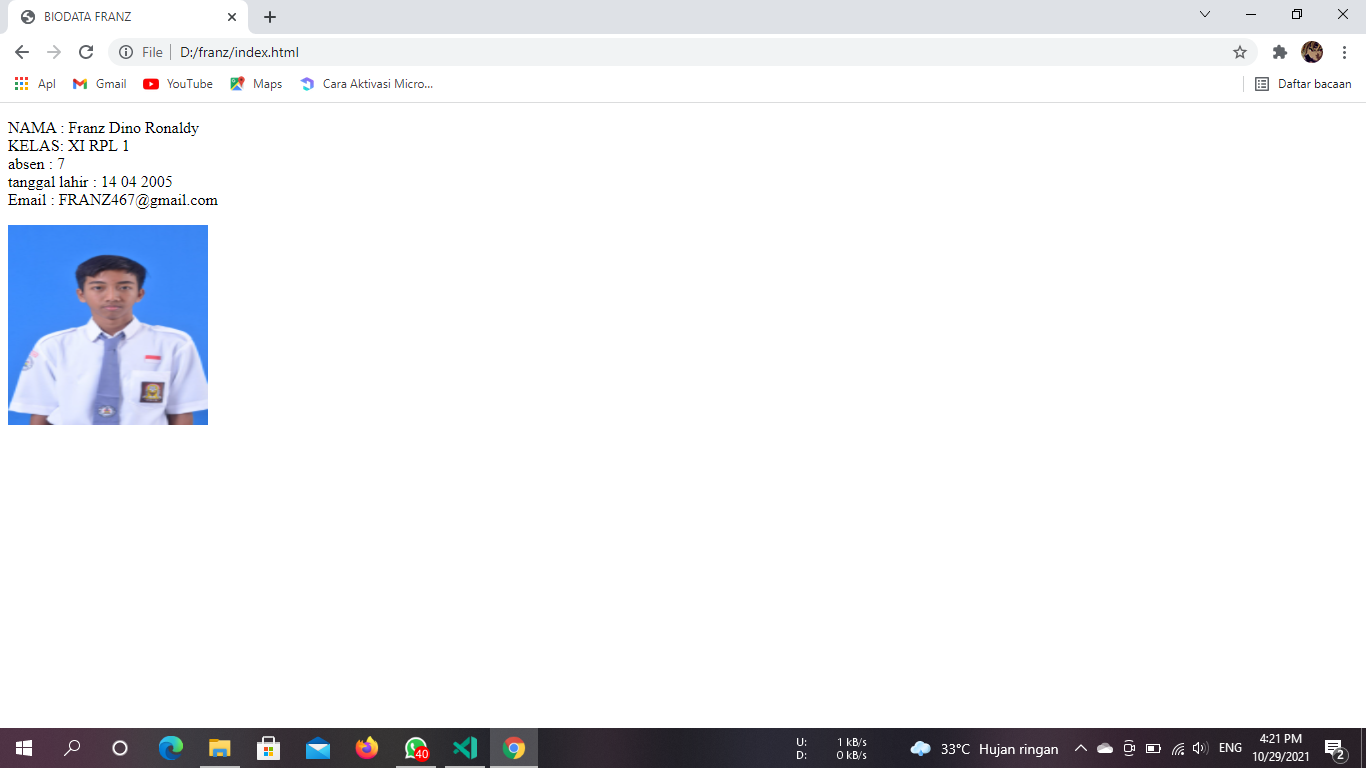 BIODATA FRANZ
File
D:/franz/index.html
Apl
Gmail
YouTube
Maps
Cara Aktivasi Micro...
Daftar bacaan
NAMA : Franz Dino Ronaldy
KELAS: XI RPL 1
absen : 7
tanggal lahir : 14 04 2005
Email : FRANZ467@gmail.com
40
U: 1 kB/s
D: 0 kB/s
33°C Hujan ringan
ENG
4:21 PM
10/29/2021
2